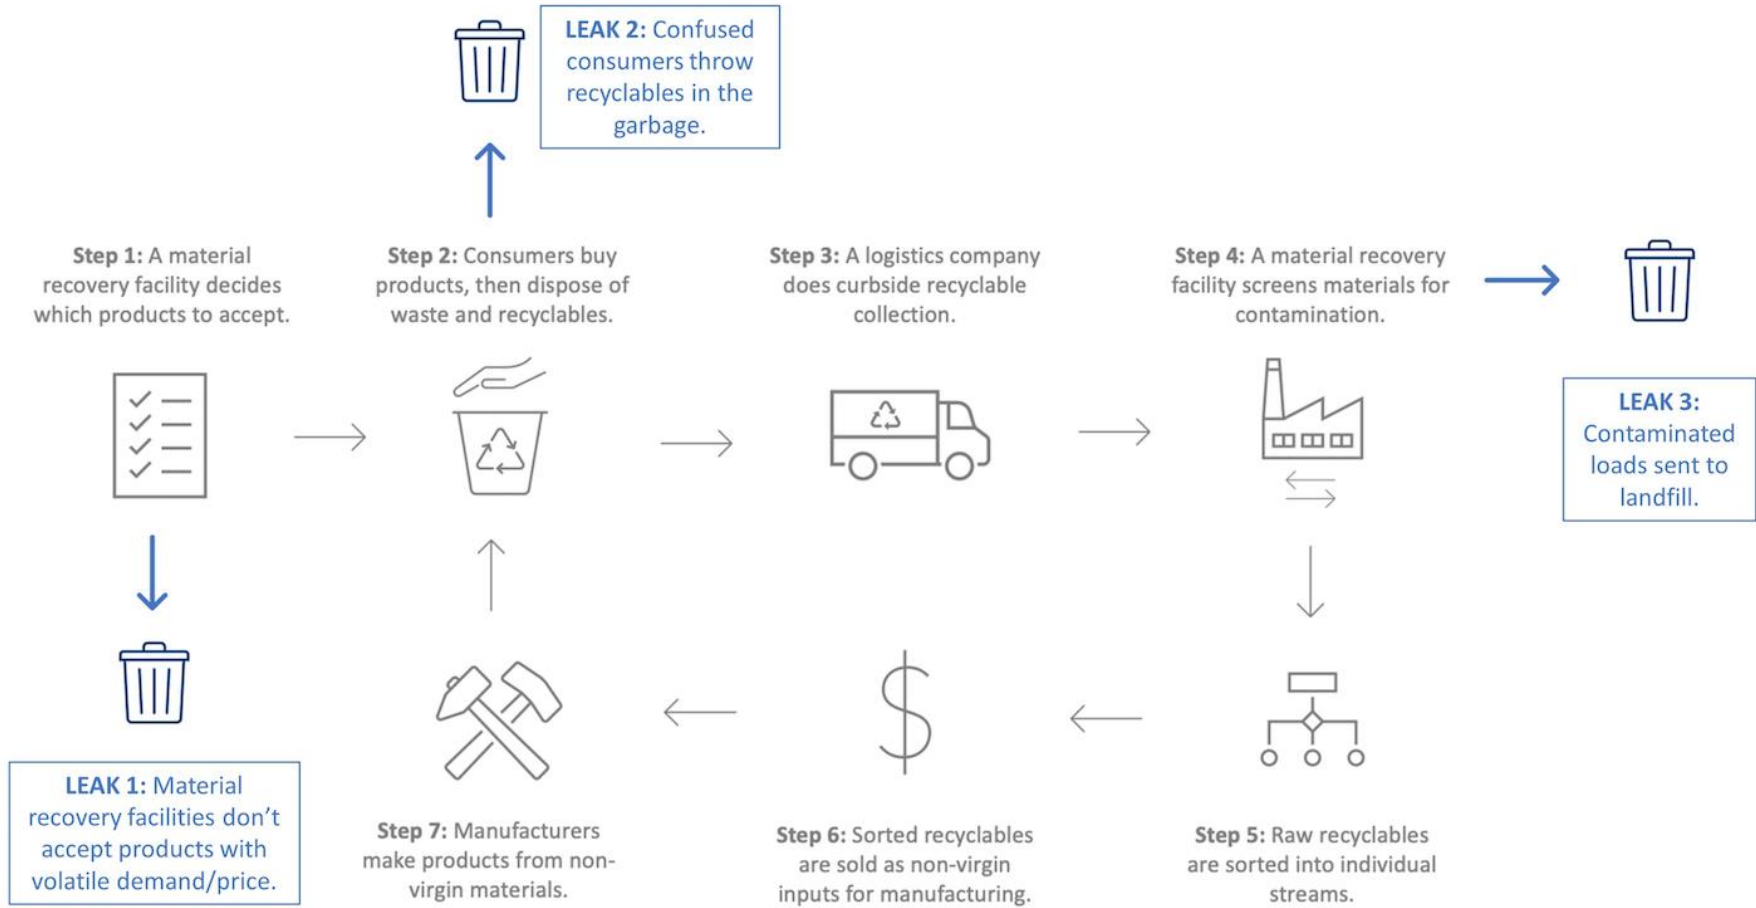 LEAK 2: Confused
consumers throw
recyclables in the
garbage.
Step 1: A material
recovery facility decides
which products to accept.
Step 2: Consumers buy
products, then dispose of
waste and recyclables.
Step 3: A logistics company
does curbside recyclable
collection.
Step 4: A material recovery
facility screens materials for
contamination.
LEAK 3:
Contaminated
loads sent to
landfill.
LEAK 1: Material
recovery facilities don’t
accept products with
volatile demand/price.
Step 7: Manufacturers
make products from non-
virgin materials.
Step 6: Sorted recyclables
are sold as non-virgin
inputs for manufacturing.
Step 5: Raw recyclables
are sorted into individual
streams.